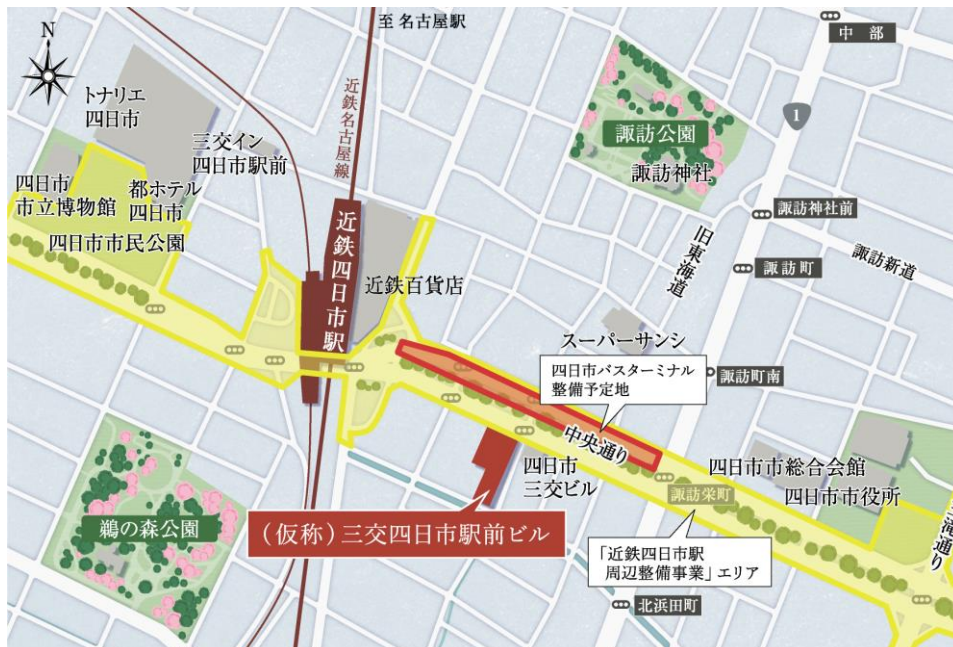 至 名古屋駅
N
中 部
トナリエ
四日市
近鉄名古屋線
1
三交イン
四日市駅前
諏訪公園
諏訪神社
四日市
市立博物館
都ホテル
四日市
諏訪神社前
四日市市民公園
近鉄四日市駅
旧東海道
諏訪町
諏訪新道
近鉄百貨店
スーパーサンシ
四日市バスターミナル
整備予定地
諏訪町南
中央通り
四日市
三交ビル
四日市市総合会館
諏訪栄町
四日市市役所
三滝通り
鵜の森公園
(仮称)三交四日市駅前ビル
「近鉄四日市駅
周辺整備事業」エリア
北浜田町